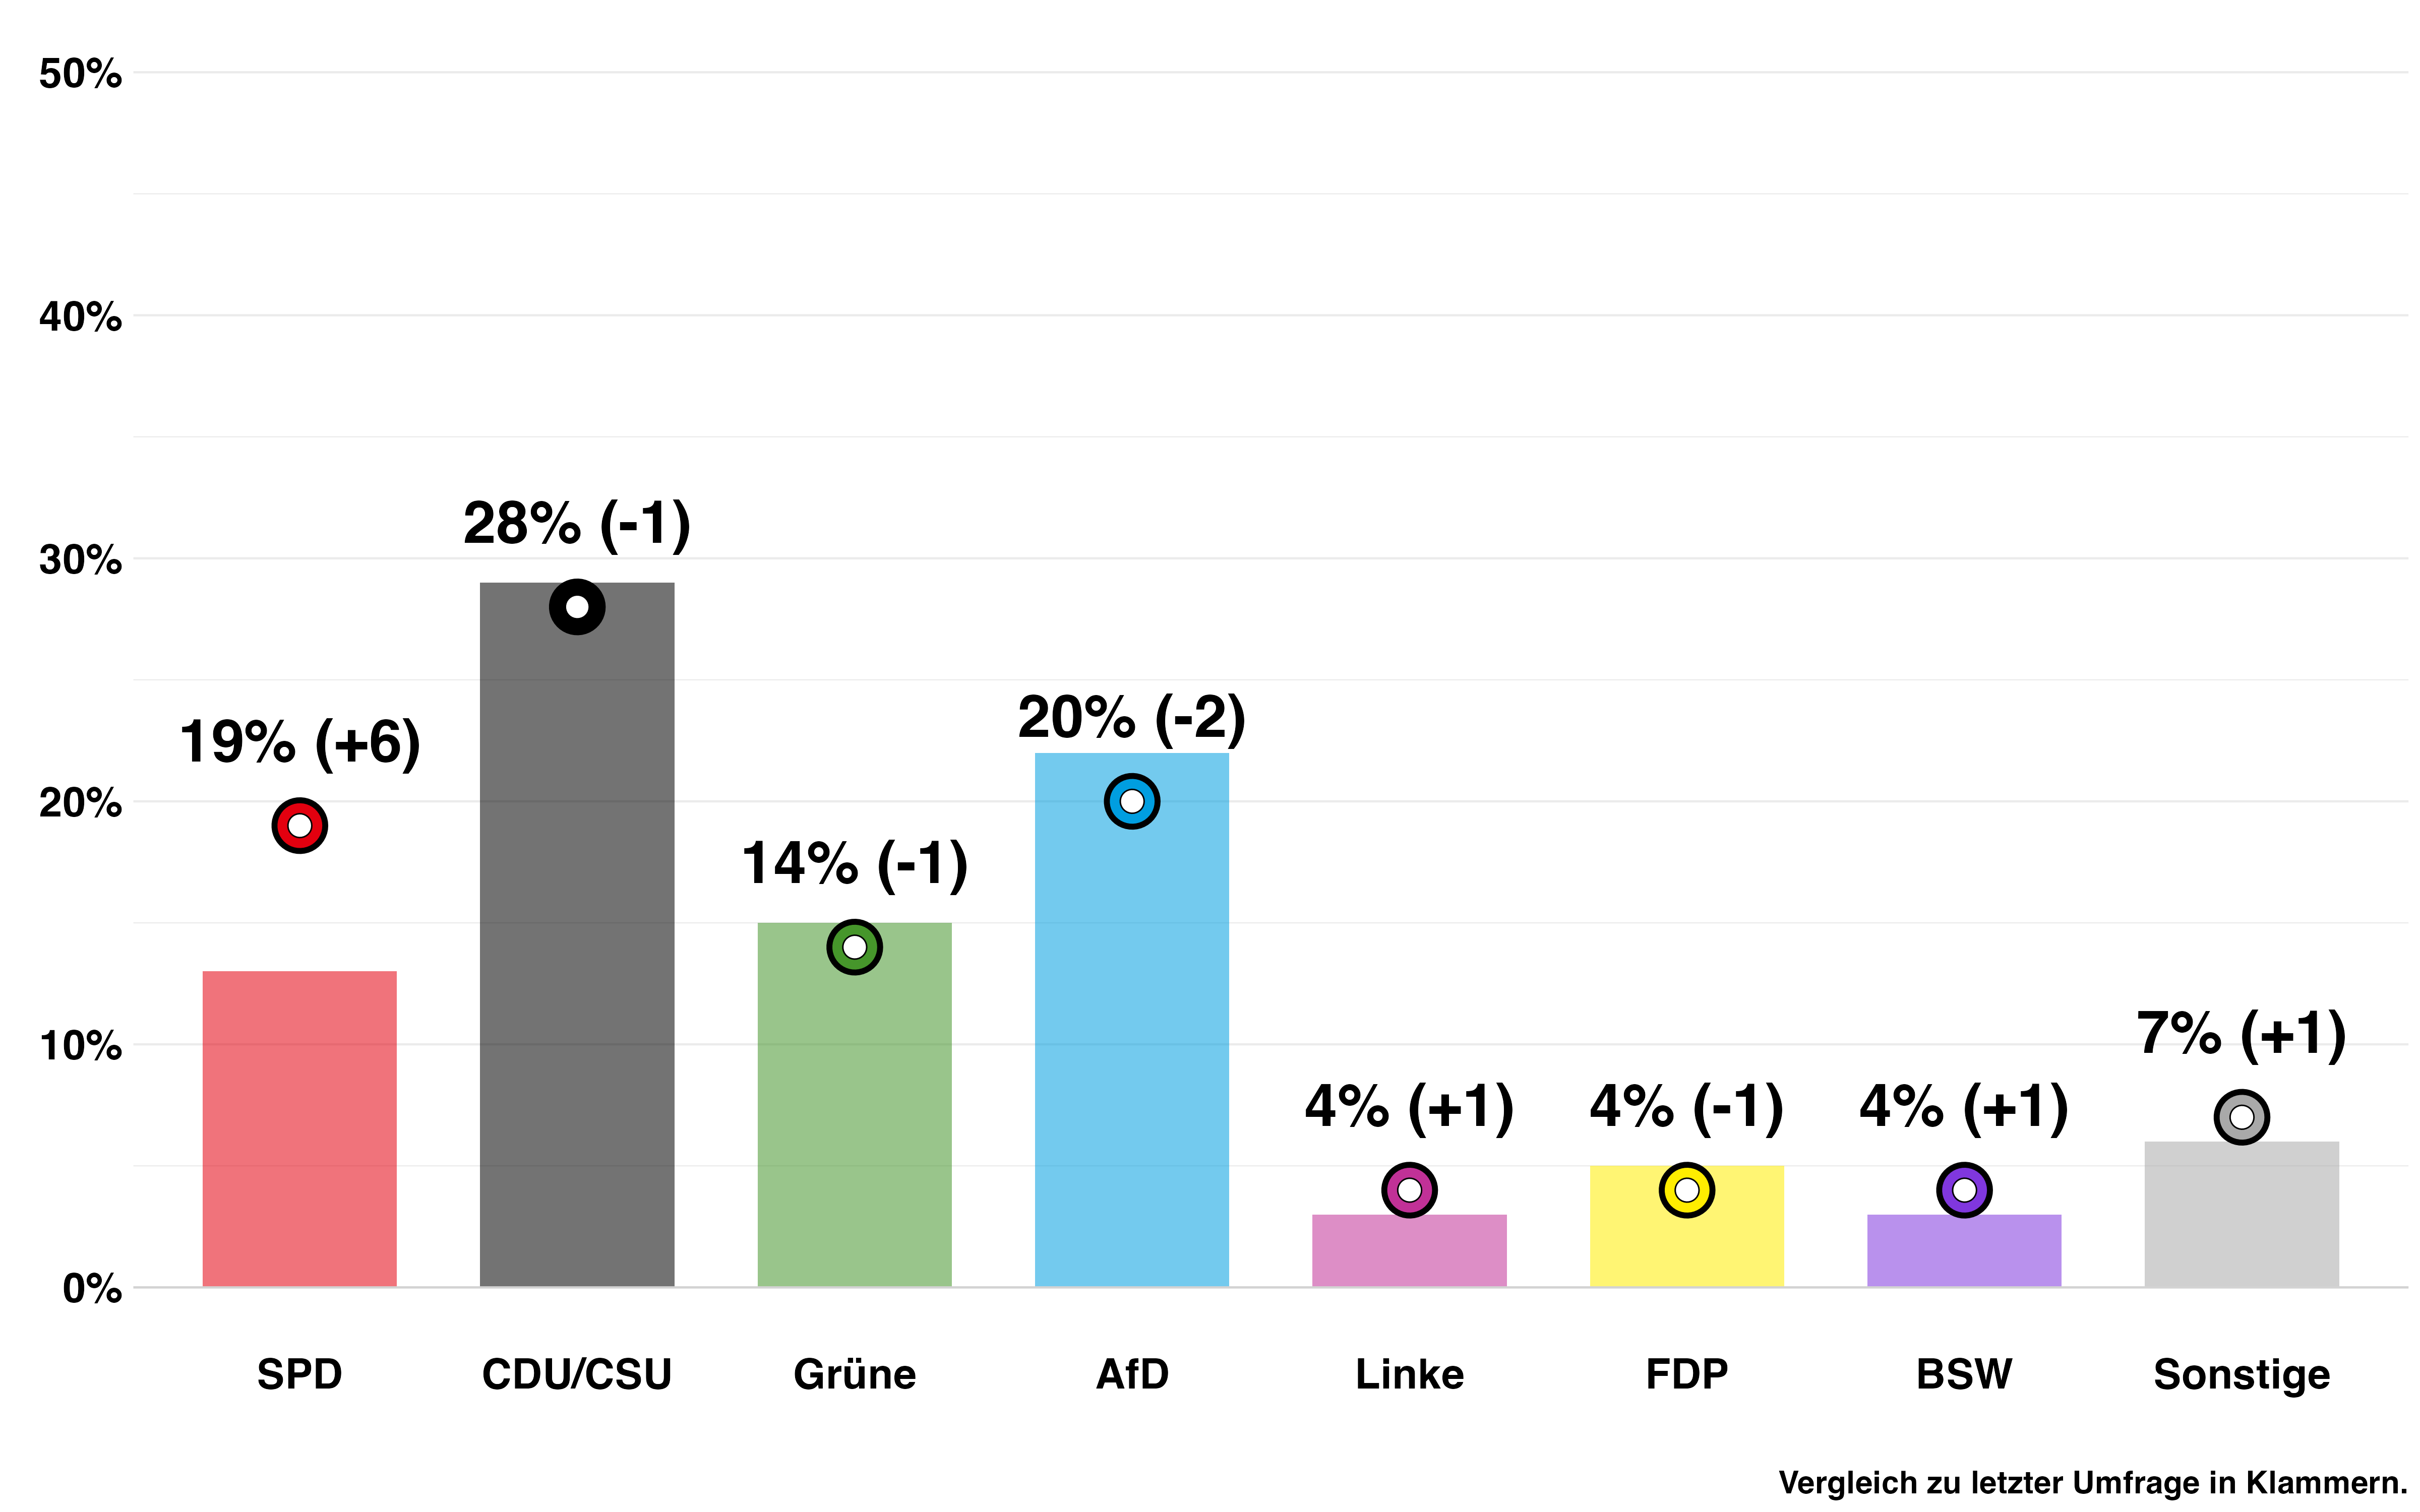 50%
40%
30%
20%
10%
0%
19% (+6)
28% (-1)
14% (-1)
20% (-2)
4% (+1)
4% (-1)
4% (+1)
7% (+1)
SPD
CDU/CSU
Grüne
AfD
Linke
FDP
BSW
Sonstige
Vergleich zu letzter Umfrage in Klammern.